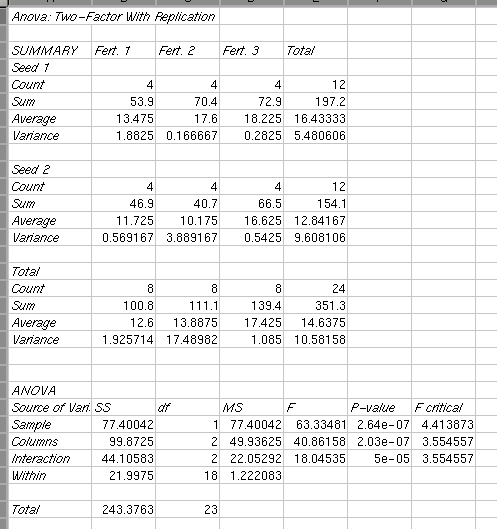 Anova: Two-Factor With Replication
SUMMARY Fert. 1 Fert. 2 Fert. 3 Total
Seed 1
Count 4 4 4 12
Sum 53.9 70.4 72.9 197.2
Average 13.475 17.6 18.225 16.43333
Variance 1.8825 0.166667 0.2825 5.480606
Seed 2
Count 4 4 4 12
Sum 46.9 40.7 66.5 154.1
Average 11.725 10.175 16.625 12.84167
Variance 0.569167 3.889167 0.5425 9.608106
Total
Count 8 8 8 24
Sum 100.8 111.1 139.4 351.3
Average 12.6 13.8875 17.425 14.6375
Variance 1.925714 17.48982 1.085 10.58158
ANOVA
Source of Vari SS df MS F P-value F critical
Sample 77.40042 1 77.40042 63.33481 2.64e-07 4.413873
Columns 99.8725 2 49.93625 40.86158 2.03e-07 3.554557
Interaction 44.10583 2 22.05292 18.04535 5e-05 3.554557
Within 21.9975 18 1.222083
Total 243.3763 23